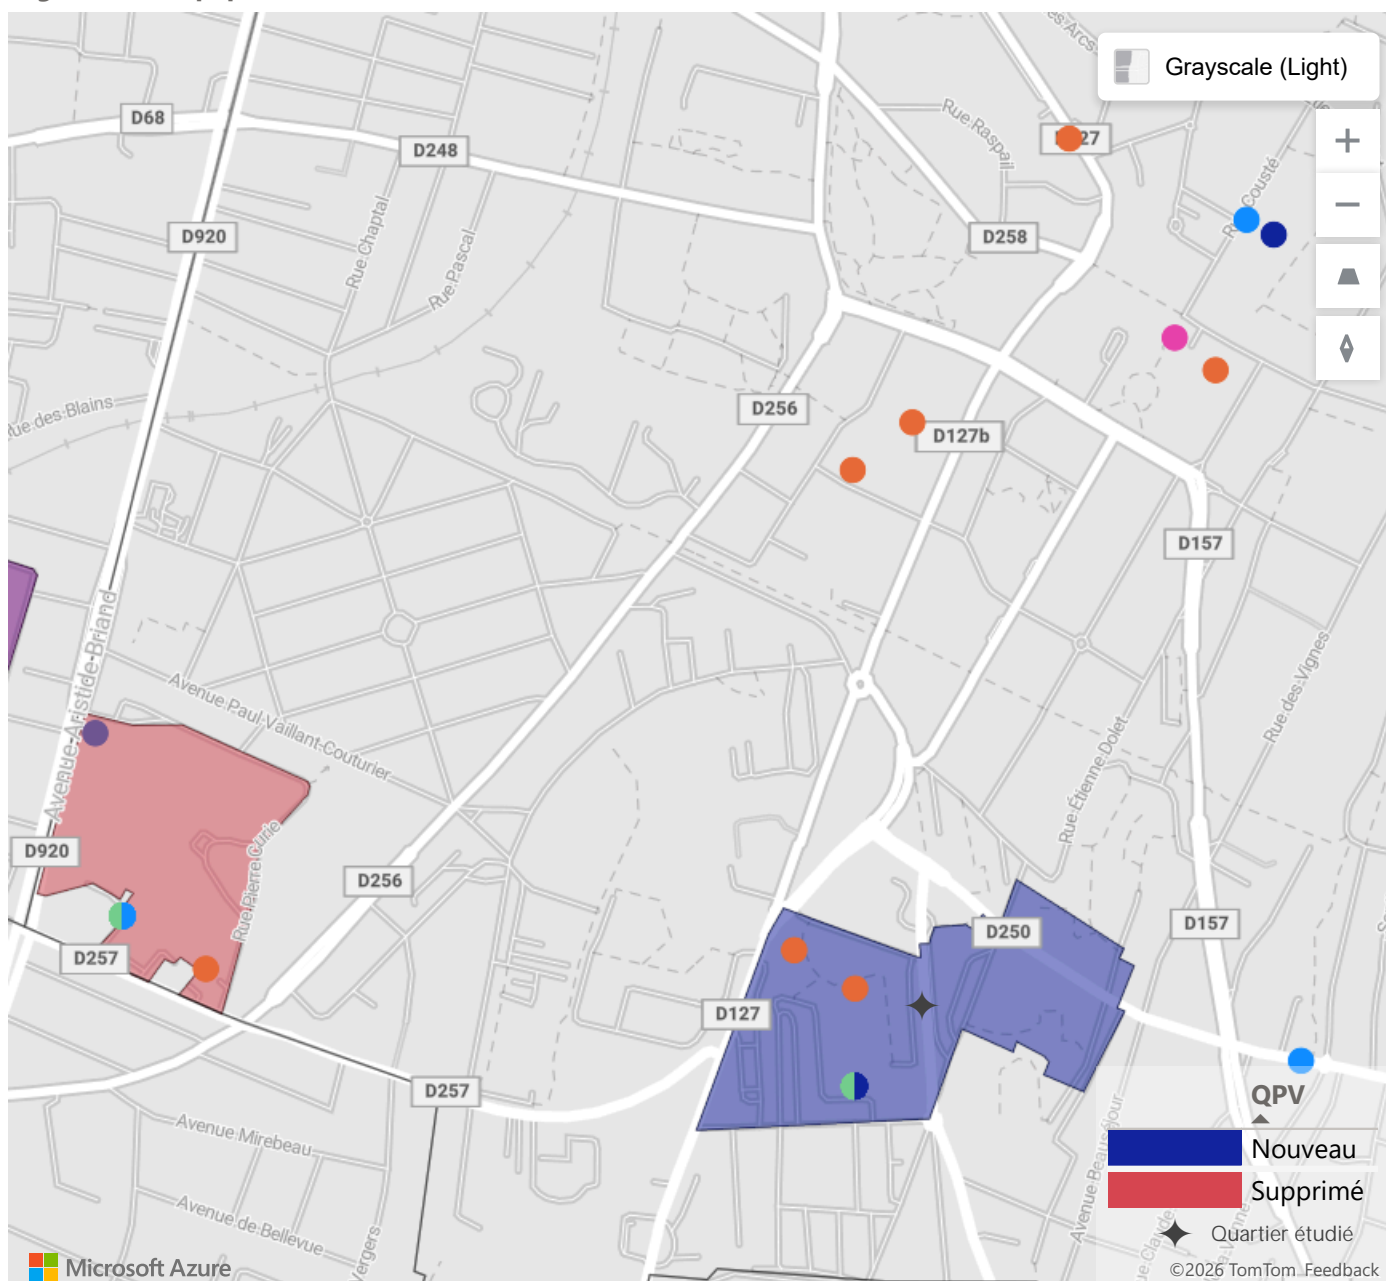 Grayscale (Light)
D68
D248
Rue Raspail
D258
D920
Rue Chaptal
Rue Pascal
Cousté
D256
D127b
Rue des Blains
D157
Avenue-Aristide-Briand
Avenue Paul Vaillant-Couturier
Rue des Vignes
Rue Étienne Dolet
D920
D256
Rue Pierre Curie
D157
D250
D257
D127
D257
Avenue Mirebeau
Avenue Beauséjour
QPV
Nouveau
Supprimé
Quartier étudié
Avenue de Bellevue
Vergers
Microsoft Azure
©2026 TomTom Feedback